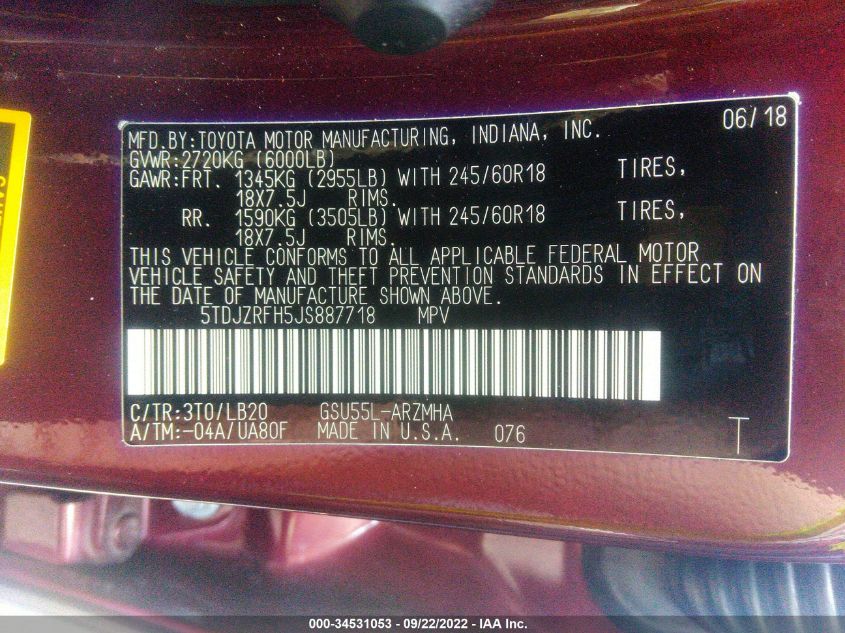 MFD.BY:TOYOTA MOTOR MANUFACTURING, INDIANA, INC. 06/18
GVWR:2720KG (6000LB)
GAWR:FRT. 1345KG (2955LB) WITH 245/60R18 TIRES,
18X7.5J RIMS.
RR. 1590KG (3505LB) WITH 245/60R18 TIRES,
18X7.5J RIMS.
THIS VEHICLE CONFORMS TO ALL APPLICABLE FEDERAL MOTOR
VEHICLE SAFETY AND THEFT PREVENTION STANDARDS IN EFFECT ON
THE DATE OF MANUFACTURE SHOWN ABOVE.
5TDJZRFH5JS887718 MPV
C/TR:3T0/LB20 GSU55L-ARZMHA
A/TM:-04A/UA80F MADE IN U.S.A. 076 T
000-34531053 - 09/22/2022 - IAA Inc.